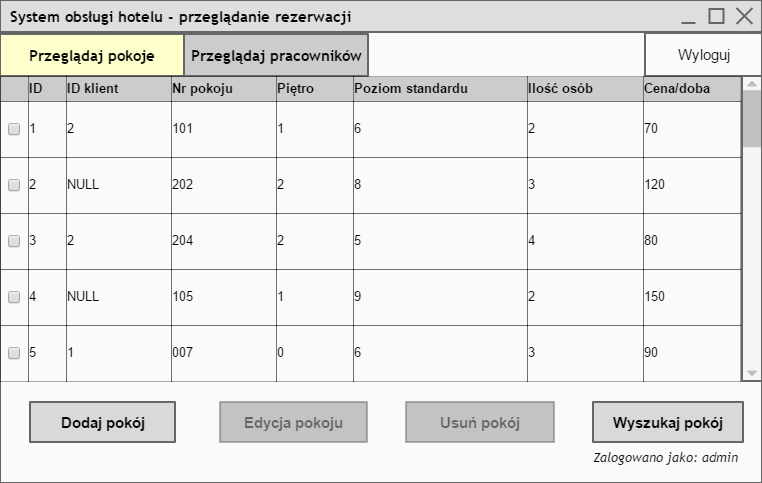 System obsługi hotelu - przeglądanie rezerwacji
Przeglądaj pokoje Przeglądaj pracowników Wyloguj
ID ID klient Nr pokoju Piętro Poziom standardu Ilość osób Cena/doba
1 2 101 1 6 2 70
2 NULL 202 2 8 3 120
3 2 204 2 5 4 80
4 NULL 105 1 9 2 150
5 1 007 0 6 3 90
Dodaj pokój Edycja pokoju Usuń pokój Wyszukaj pokój
Zalogowano jako: admin